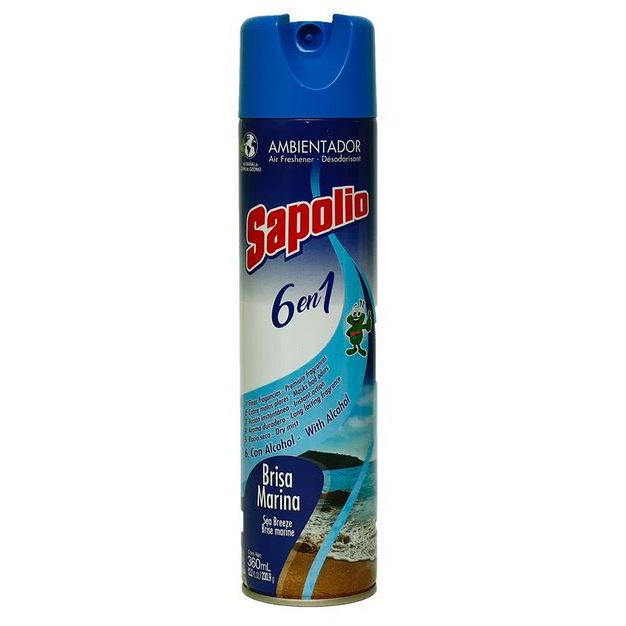 AMBIENTADOR
Air Freshener - Désodorisant
Sapolio
6 en 1
1. Finas fragancias - Premium fragrances
2. Cubre malos olores - Masks bad odors
3. Acción instantánea - Instant action
4. Aroma duradero - Long lasting fragrance
5. Rocío seco - Dry mist
6. Con Alcohol - With Alcohol
Brisa
Marina
Sea Breeze
Brise marine
Cont. Net.
360mL